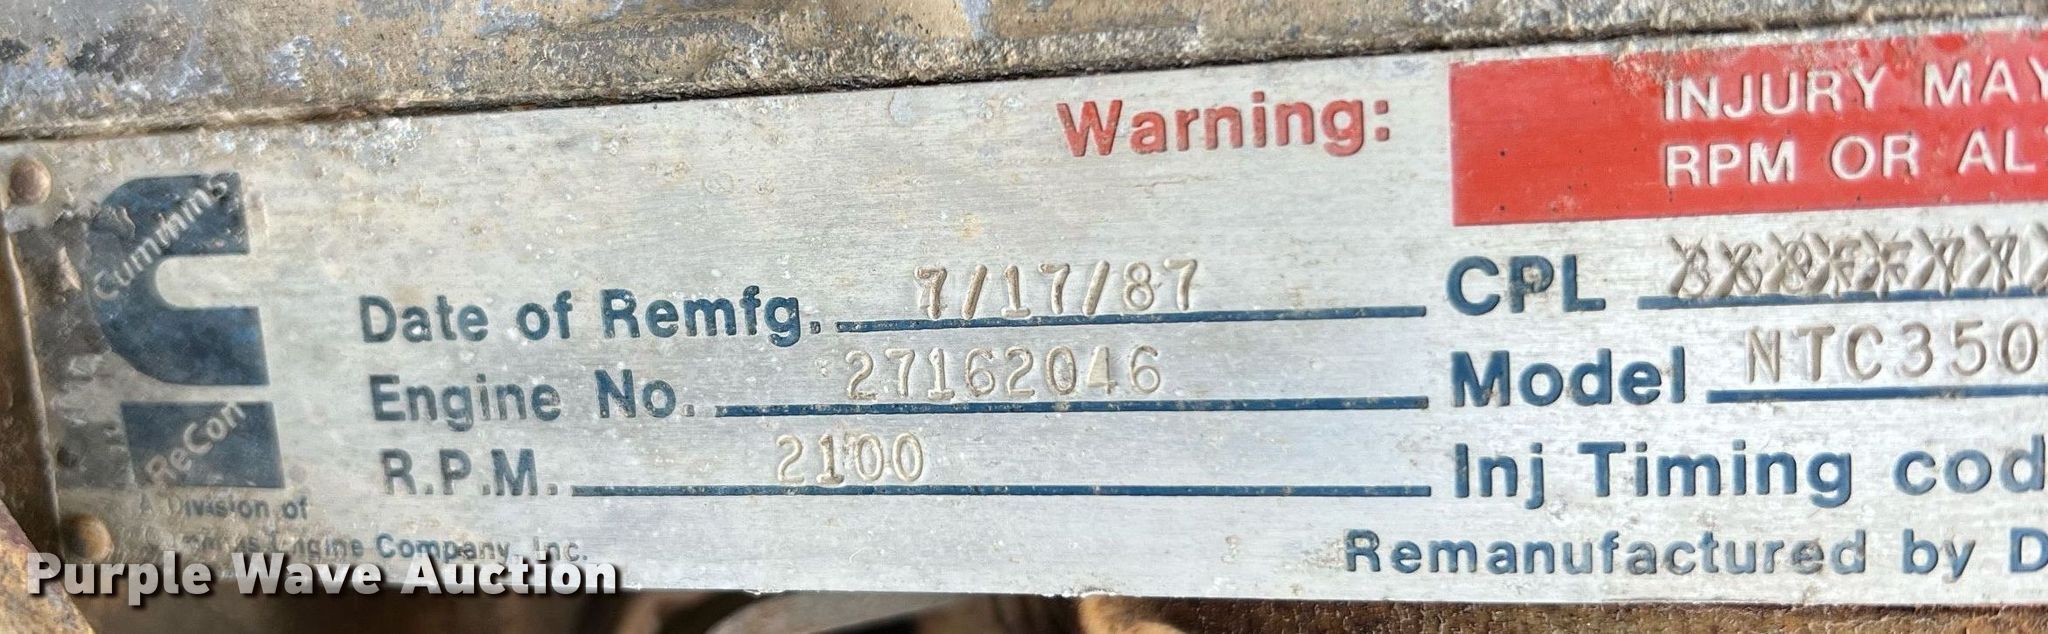 Warning:
INJURY MAY
RPM OR ALT
Cummins
ReCon
A Division of
Engine Company, Inc.
Date of Remfg. 7/17/87
Engine No. 27162046
R.P.M. 2100
CPL
Model NTC350
Inj Timing cod
Remanufactured by D
Purple Wave Auction